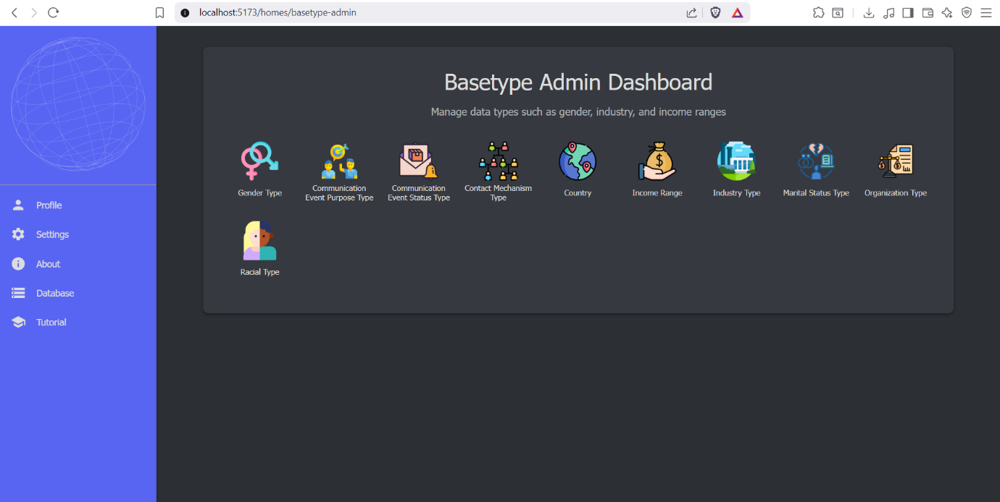 localhost:5173/homes/basetype-admin
Basetype Admin Dashboard
Manage data types such as gender, industry, and income ranges
Gender Type
Communication
Event Purpose Type
Communication
Event Status Type
Contact Mechanism
Type
Country
Income Range
Industry Type
Marital Status Type
Organization Type
Racial Type
Profile
Settings
About
Database
Tutorial